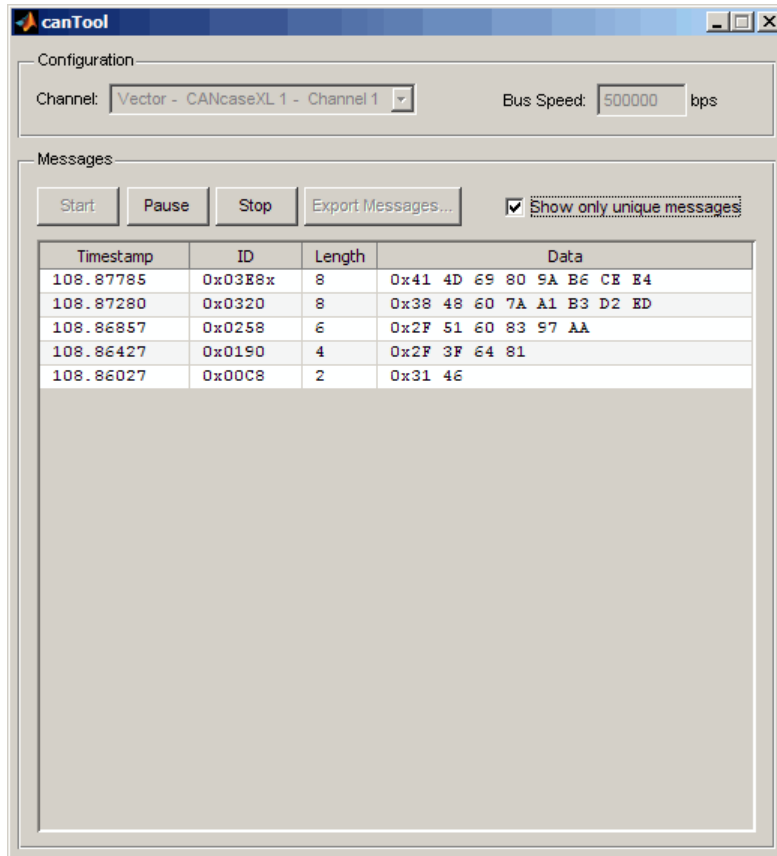 canTool
Configuration
Channel: Vector - CANcaseXL 1 - Channel 1 Bus Speed: 500000 bps
Messages
Start Pause Stop Export Messages... Show only unique messages
Timestamp ID Length Data
108.87785 0x03E8x 8 0x41 4D 69 80 9A B6 CE E4
108.87280 0x0320 8 0x38 48 60 7A A1 B3 D2 ED
108.86857 0x0258 6 0x2F 51 60 83 97 AA
108.86427 0x0190 4 0x2F 3F 64 81
108.86027 0x00C8 2 0x31 46